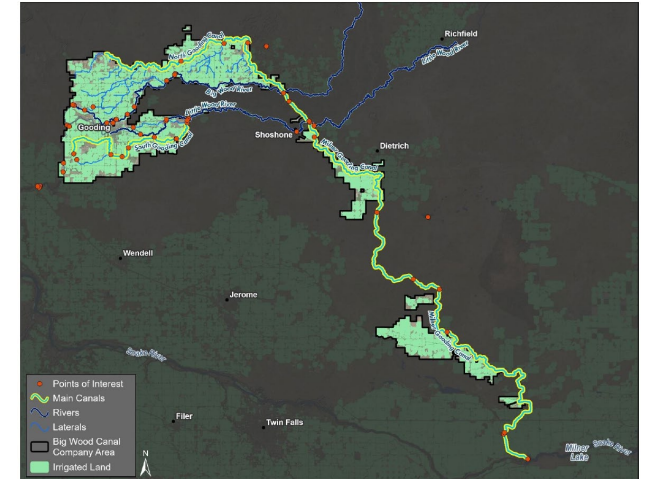 Richfield
Little Wood River
North Gooding Canal
Big Wood River
Little Wood River
Gooding
Shoshone
South Gooding Canal
Milner Gooding Canal
Dietrich
Wendell
Jerome
Milner Gooding Canal
Snake River
Points of Interest
Main Canals
Rivers
Laterals
Big Wood Canal
Company Area
Irrigated Land
Filer
Twin Falls
N
Milner
Lake
Snake River